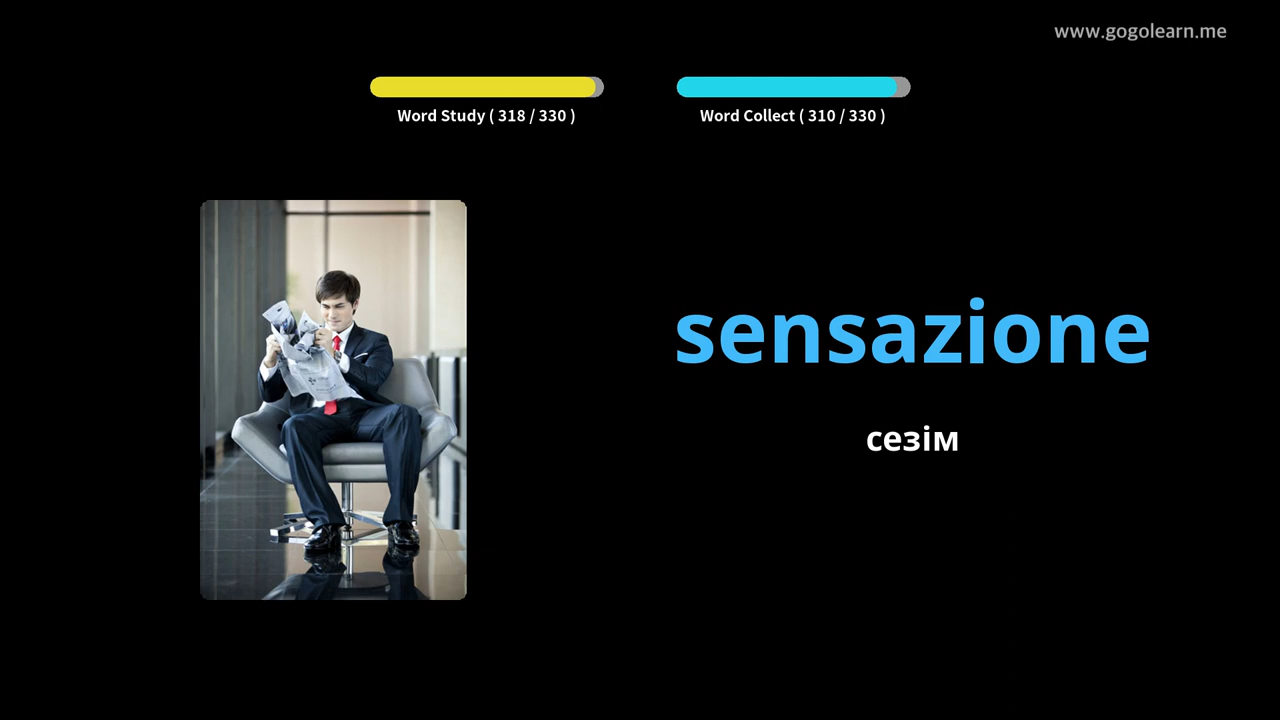 www.gogolearn.me
Word Study ( 318 / 330 )
Word Collect ( 310 / 330 )
sensazione
сезім